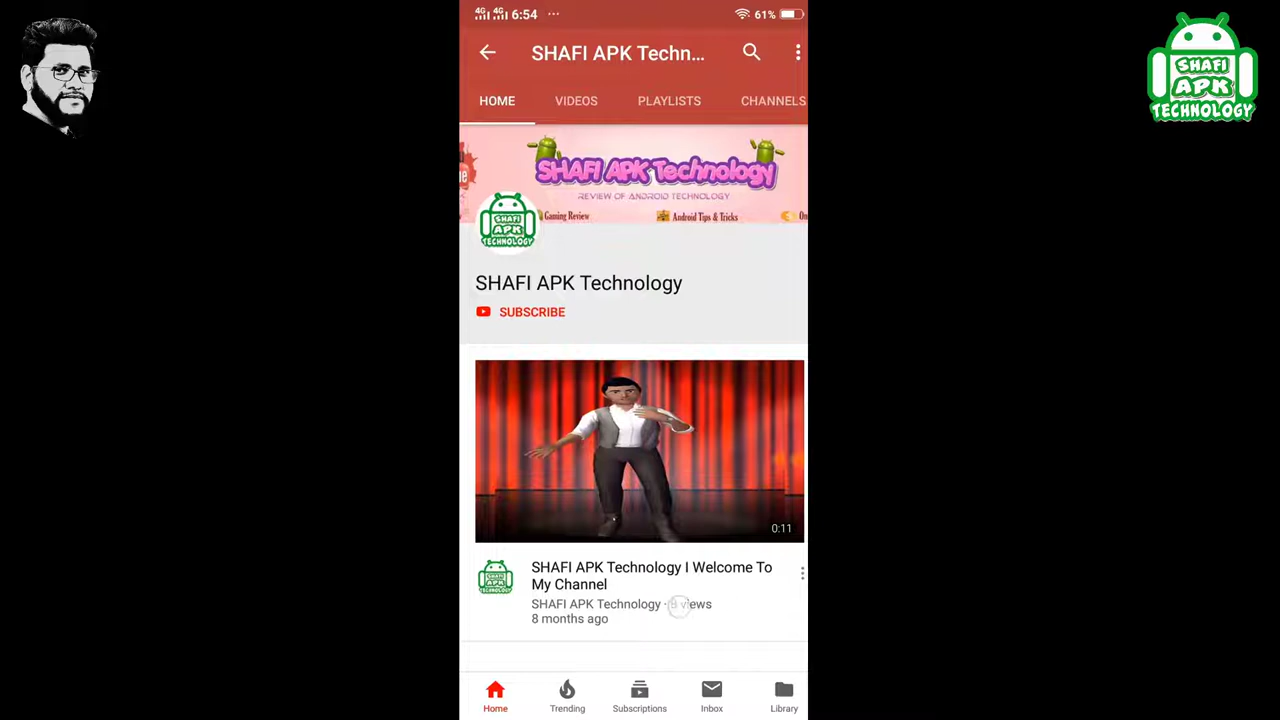 4G 4G 6:54 ... 61%
SHAFI APK Techn...
HOME VIDEOS PLAYLISTS CHANNELS
SHAFI APK Technology
REVIEW OF ANDROID TECHNOLOGY
Gaming Review Android Tips & Tricks On
SHAFI
APK
TECHNOLOGY
SHAFI APK Technology
SUBSCRIBE
0:11
SHAFI APK Technology I Welcome To
My Channel
SHAFI APK Technology · views
8 months ago
Home Trending Subscriptions Inbox Library
SHAFI
APK
TECHNOLOGY